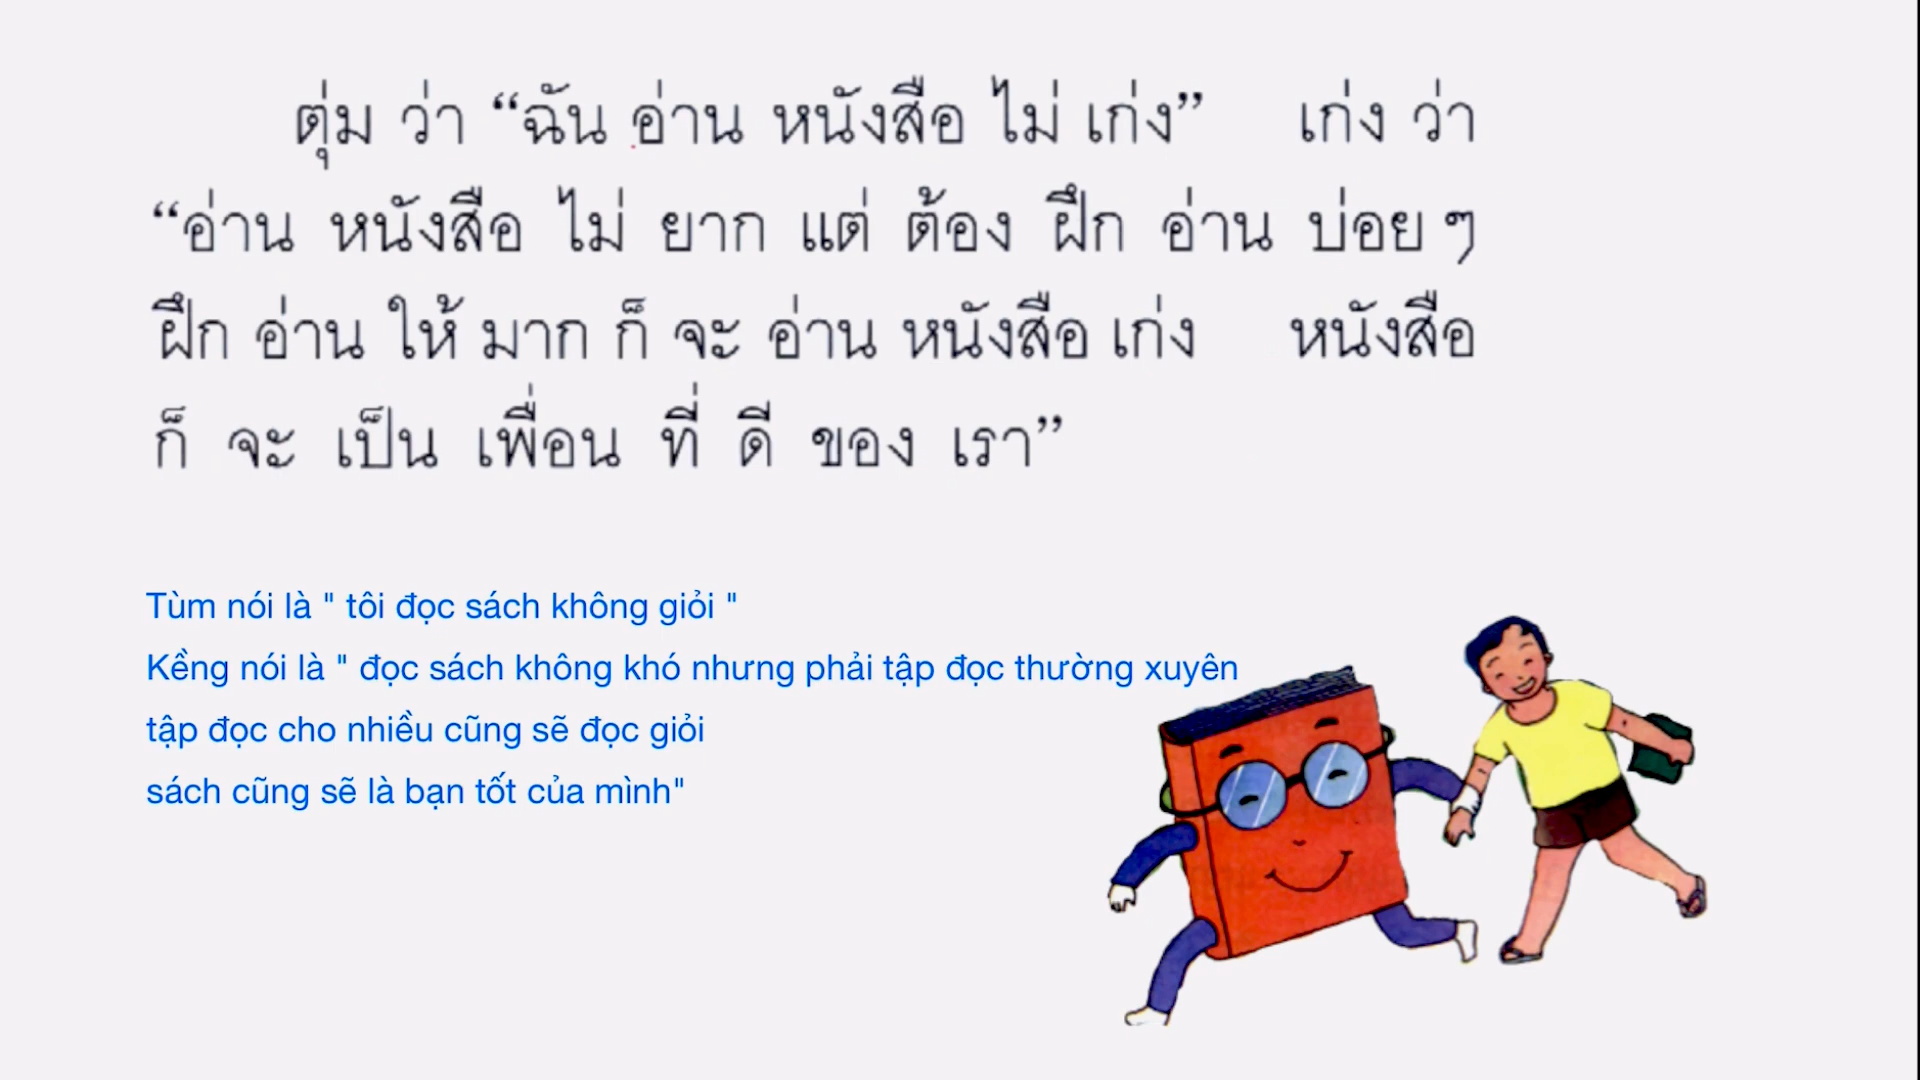 ตุ่ม ว่า “ฉัน อ่าน หนังสือ ไม่ เก่ง” เก่ง ว่า
“อ่าน หนังสือ ไม่ ยาก แต่ ต้อง ฝึก อ่าน บ่อย ๆ
ฝึก อ่าน ให้ มาก ก็ จะ อ่าน หนังสือ เก่ง หนังสือ
ก็ จะ เป็น เพื่อน ที่ ดี ของ เรา”
Tùm nói là " tôi đọc sách không giỏi "
Kềng nói là " đọc sách không khó nhưng phải tập đọc thường xuyên
tập đọc cho nhiều cũng sẽ đọc giỏi
sách cũng sẽ là bạn tốt của mình"